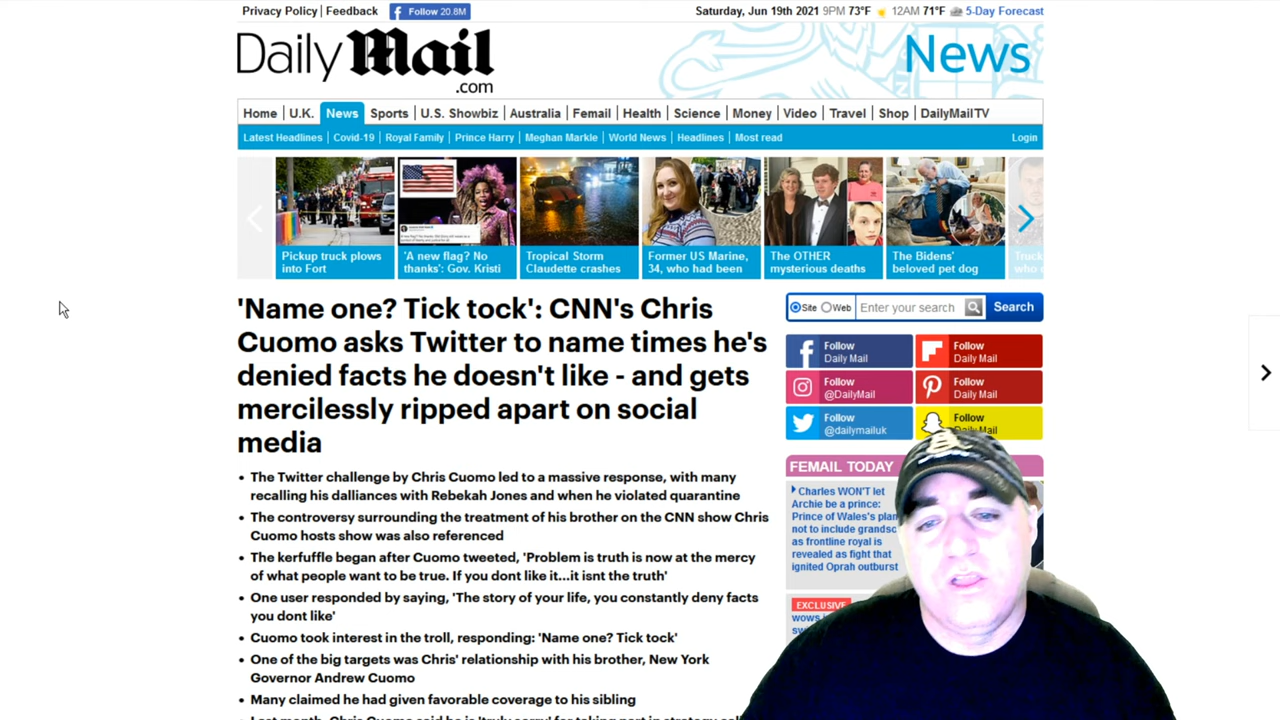 Privacy Policy | Feedback
Follow 20.8M
Saturday, Jun 19th 2021 9PM 73°F 12AM 71°F 5-Day Forecast
Daily Mail
.com
News
Home U.K. News Sports U.S. Showbiz Australia Femail Health Science Money Video Travel Shop DailyMailTV
Latest Headlines Covid-19 Royal Family Prince Harry Meghan Markle World News Headlines Most read Login
Pickup truck plows
into Fort
'A new flag? No
thanks': Gov. Kristi
Tropical Storm
Claudette crashes
Former US Marine,
34, who had been
The OTHER
mysterious deaths
The Bidens'
beloved pet dog
'Name one? Tick tock': CNN's Chris
Cuomo asks Twitter to name times he's
denied facts he doesn't like - and gets
mercilessly ripped apart on social
media
• The Twitter challenge by Chris Cuomo led to a massive response, with many
recalling his dalliances with Rebekah Jones and when he violated quarantine
• The controversy surrounding the treatment of his brother on the CNN show Chris
Cuomo hosts show was also referenced
• The kerfuffle began after Cuomo tweeted, 'Problem is truth is now at the mercy
of what people want to be true. If you dont like it...it isnt the truth'
• One user responded by saying, 'The story of your life, you constantly deny facts
you dont like'
• Cuomo took interest in the troll, responding: 'Name one? Tick tock'
• One of the big targets was Chris' relationship with his brother, New York
Governor Andrew Cuomo
• Many claimed he had given favorable coverage to his sibling
Site Web Enter your search Search
Follow
Daily Mail
Follow
Daily Mail
Follow
@DailyMail
Follow
Daily Mail
Follow
@dailymailuk
Follow
Daily Mail
FEMAIL TODAY
Charles WON'T let
Archie be a prince:
Prince of Wales's plan
not to include
as frontline royal is
revealed as fight that
ignited Oprah outburst
EXCLUSIVE